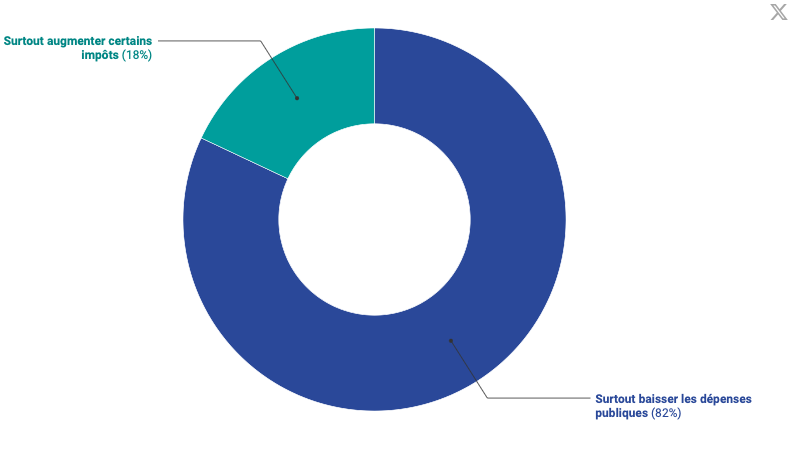 Surtout augmenter certains
impôts (18%)
Surtout baisser les dépenses
publiques (82%)